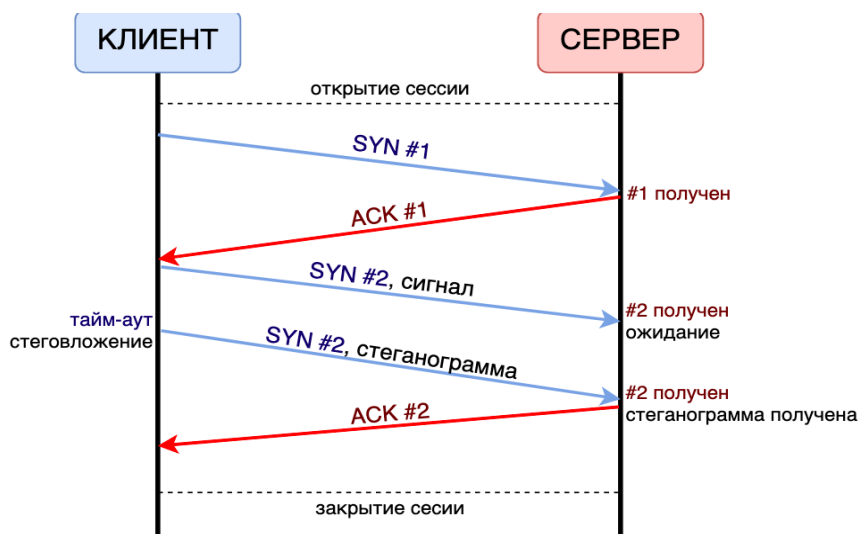 КЛИЕНТ
СЕРВЕР
открытие сессии
SYN #1
#1 получен
ACK #1
SYN #2, сигнал
#2 получен
ожидание
тайм-аут
стеговложение
SYN #2, стеганограмма
#2 получен
стеганограмма получена
ACK #2
закрытие сесии